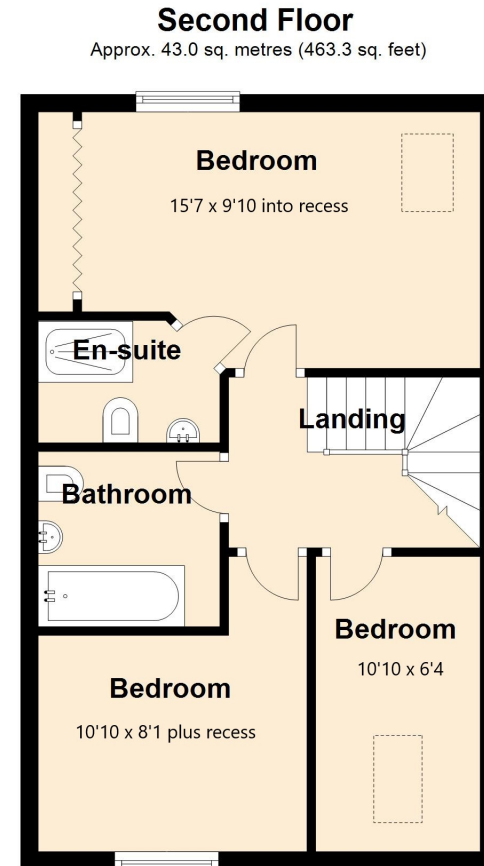 Second Floor
Approx. 43.0 sq. metres (463.3 sq. feet)
Bedroom
15'7 x 9'10 into recess
En-suite
Landing
Bathroom
Bedroom
10'10 x 6'4
Bedroom
10'10 x 8'1 plus recess